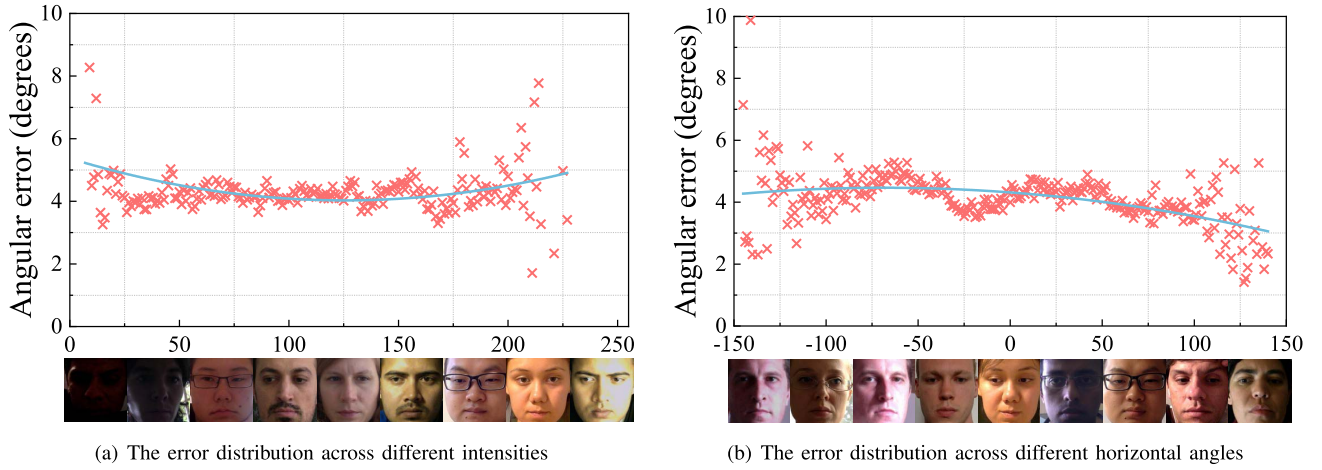 Angular error (degrees)
10
8
6
4
2
0
0 50 100 150 200 250
(a) The error distribution across different intensities
Angular error (degrees)
10
8
6
4
2
0
-150 -100 -50 0 50 100 150
(b) The error distribution across different horizontal angles